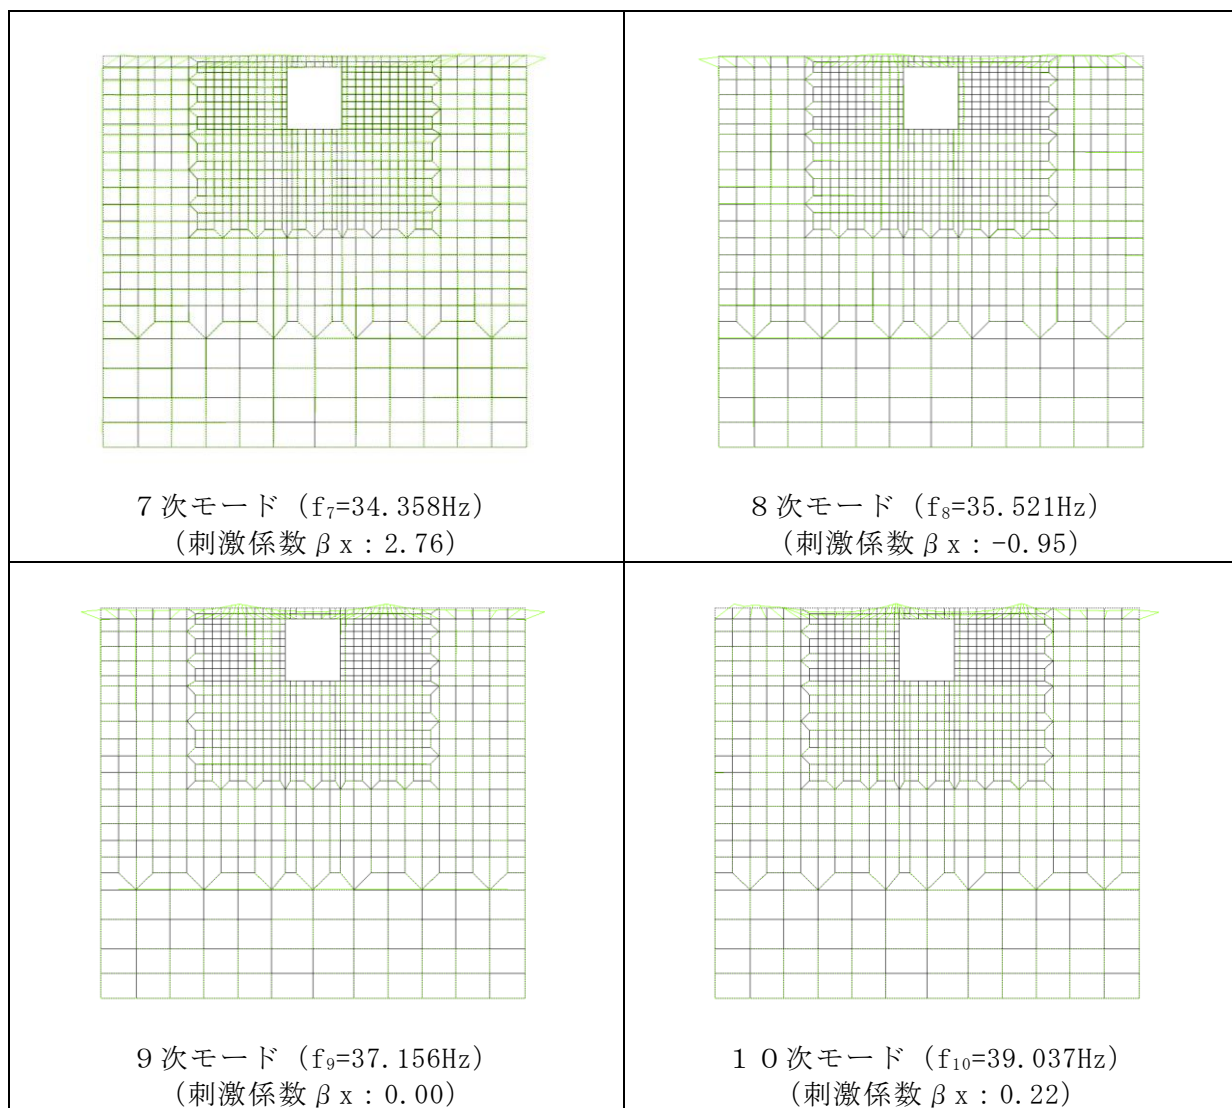 ７次モード（f₇=34.358Hz）
（刺激係数βx：2.76）
８次モード（f₈=35.521Hz）
（刺激係数βx：-0.95）
９次モード（f₉=37.156Hz）
（刺激係数βx：0.00）
１０次モード（f₁₀=39.037Hz）
（刺激係数βx：0.22）